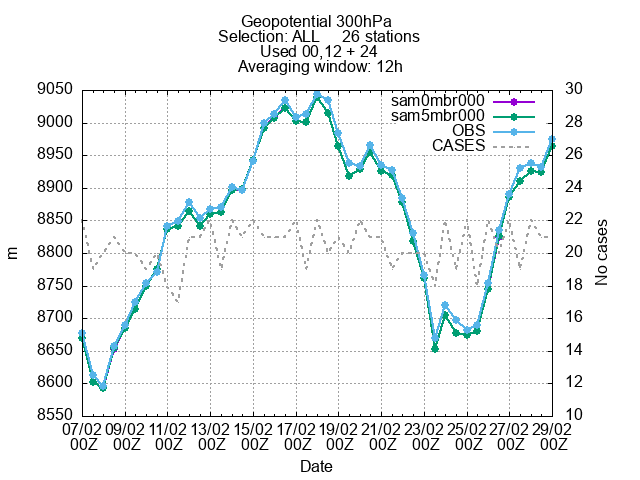 Geopotential 300hPa
Selection: ALL 26 stations
Used 00,12 + 24
Averaging window: 12h
sam0mbr000
sam5mbr000
OBS
CASES
9050
9000
8950
8900
8850
8800
8750
8700
8650
8600
8550
m
30
28
26
24
22
20
18
16
14
12
10
No cases
07/02 09/02 11/02 13/02 15/02 17/02 19/02 21/02 23/02 25/02 27/02 29/02
00Z 00Z 00Z 00Z 00Z 00Z 00Z 00Z 00Z 00Z 00Z 00Z
Date